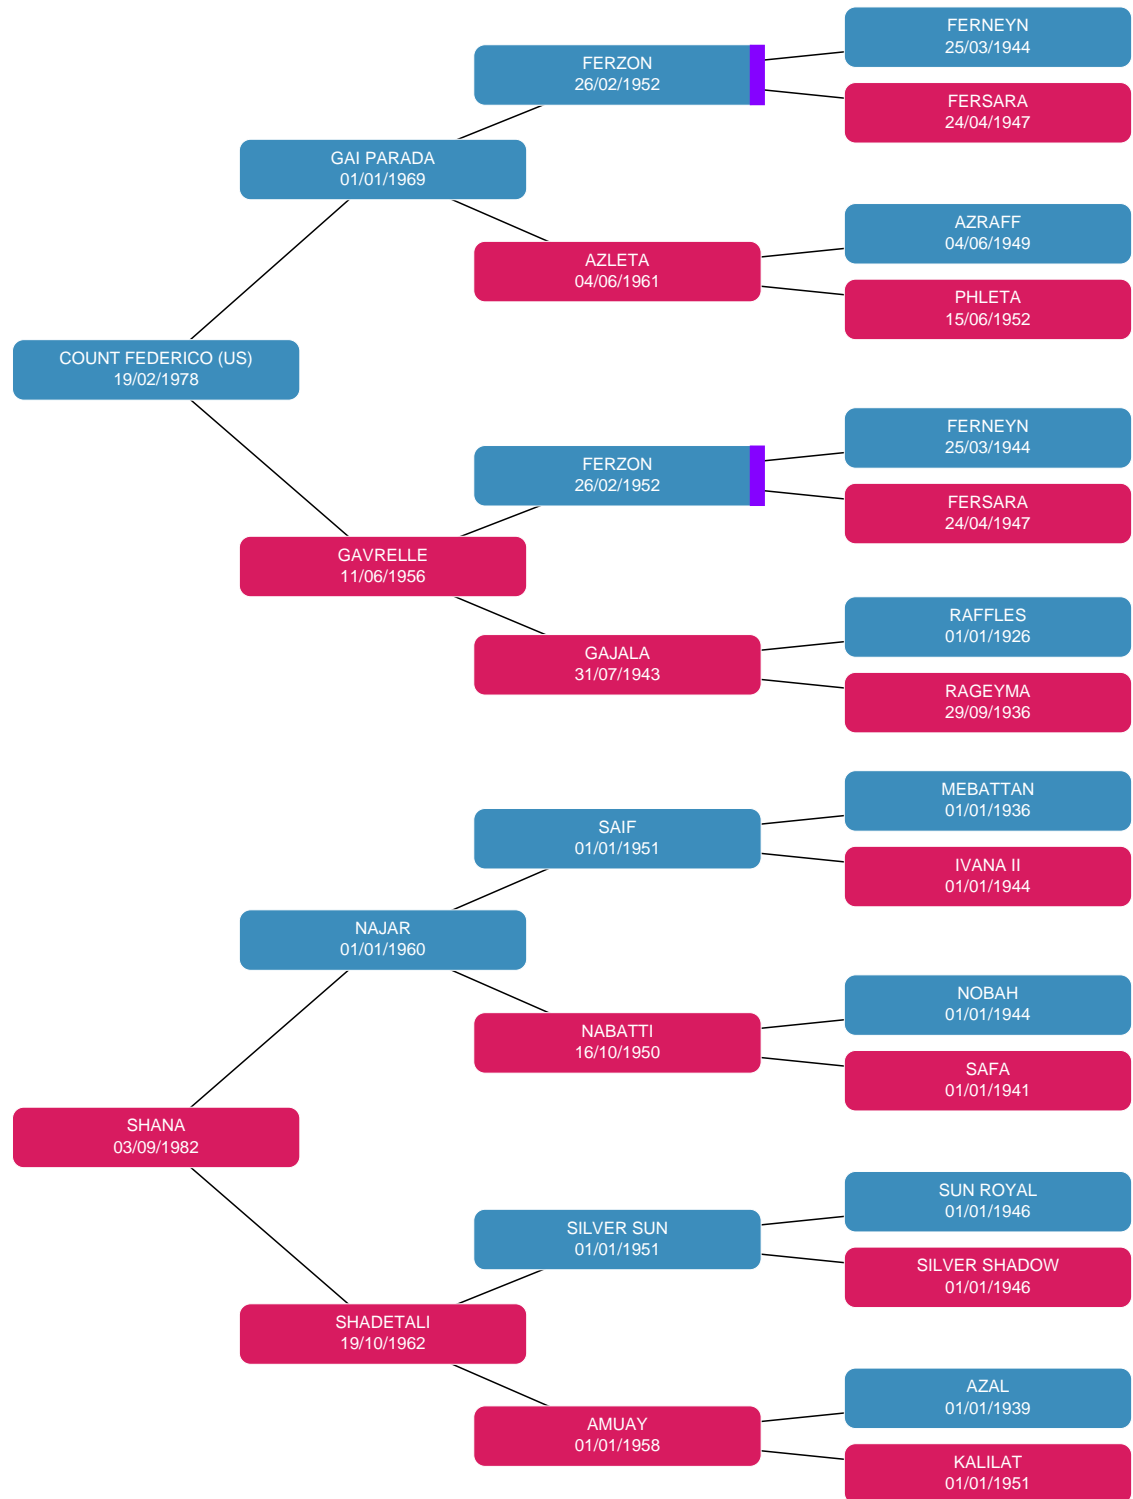 FERNEYN
25/03/1944
FERZON
26/02/1952
FERSARA
24/04/1947
GAI PARADA
01/01/1969
AZRAFF
04/06/1949
AZLETA
04/06/1961
PHLETA
15/06/1952
COUNT FEDERICO (US)
19/02/1978
FERNEYN
25/03/1944
FERZON
26/02/1952
FERSARA
24/04/1947
GAVRELLE
11/06/1956
RAFFLES
01/01/1926
GAJALA
31/07/1943
RAGEYMA
29/09/1936
MEBATTAN
01/01/1936
SAIF
01/01/1951
IVANA II
01/01/1944
NAJAR
01/01/1960
NOBAH
01/01/1944
NABATTI
16/10/1950
SAFA
01/01/1941
SHANA
03/09/1982
SUN ROYAL
01/01/1946
SILVER SUN
01/01/1951
SILVER SHADOW
01/01/1946
SHADETALI
19/10/1962
AZAL
01/01/1939
AMUAY
01/01/1958
KALILAT
01/01/1951